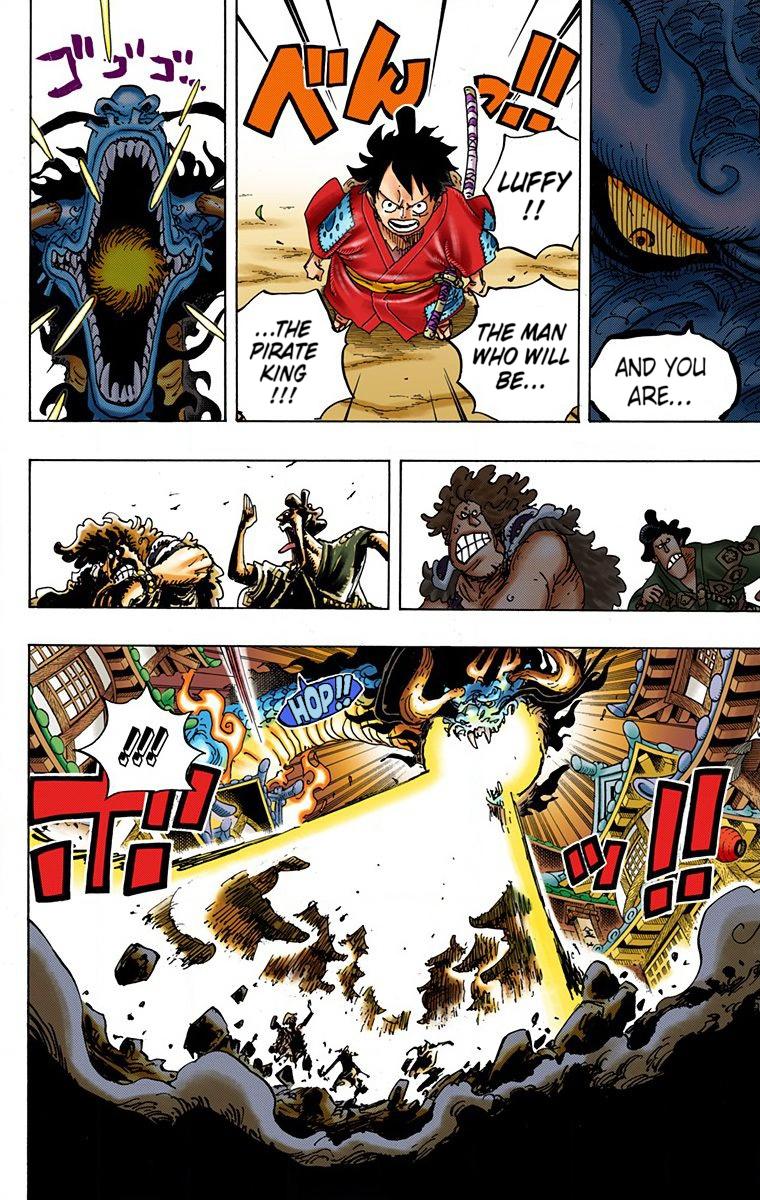 AND YOU
ARE...
べんっ!!
LUFFY
!!
THE MAN
WHO WILL
BE...
...THE
PIRATE
KING
!!!
ゴゴゴ...
HOP!!
!!!
ボボッ!!